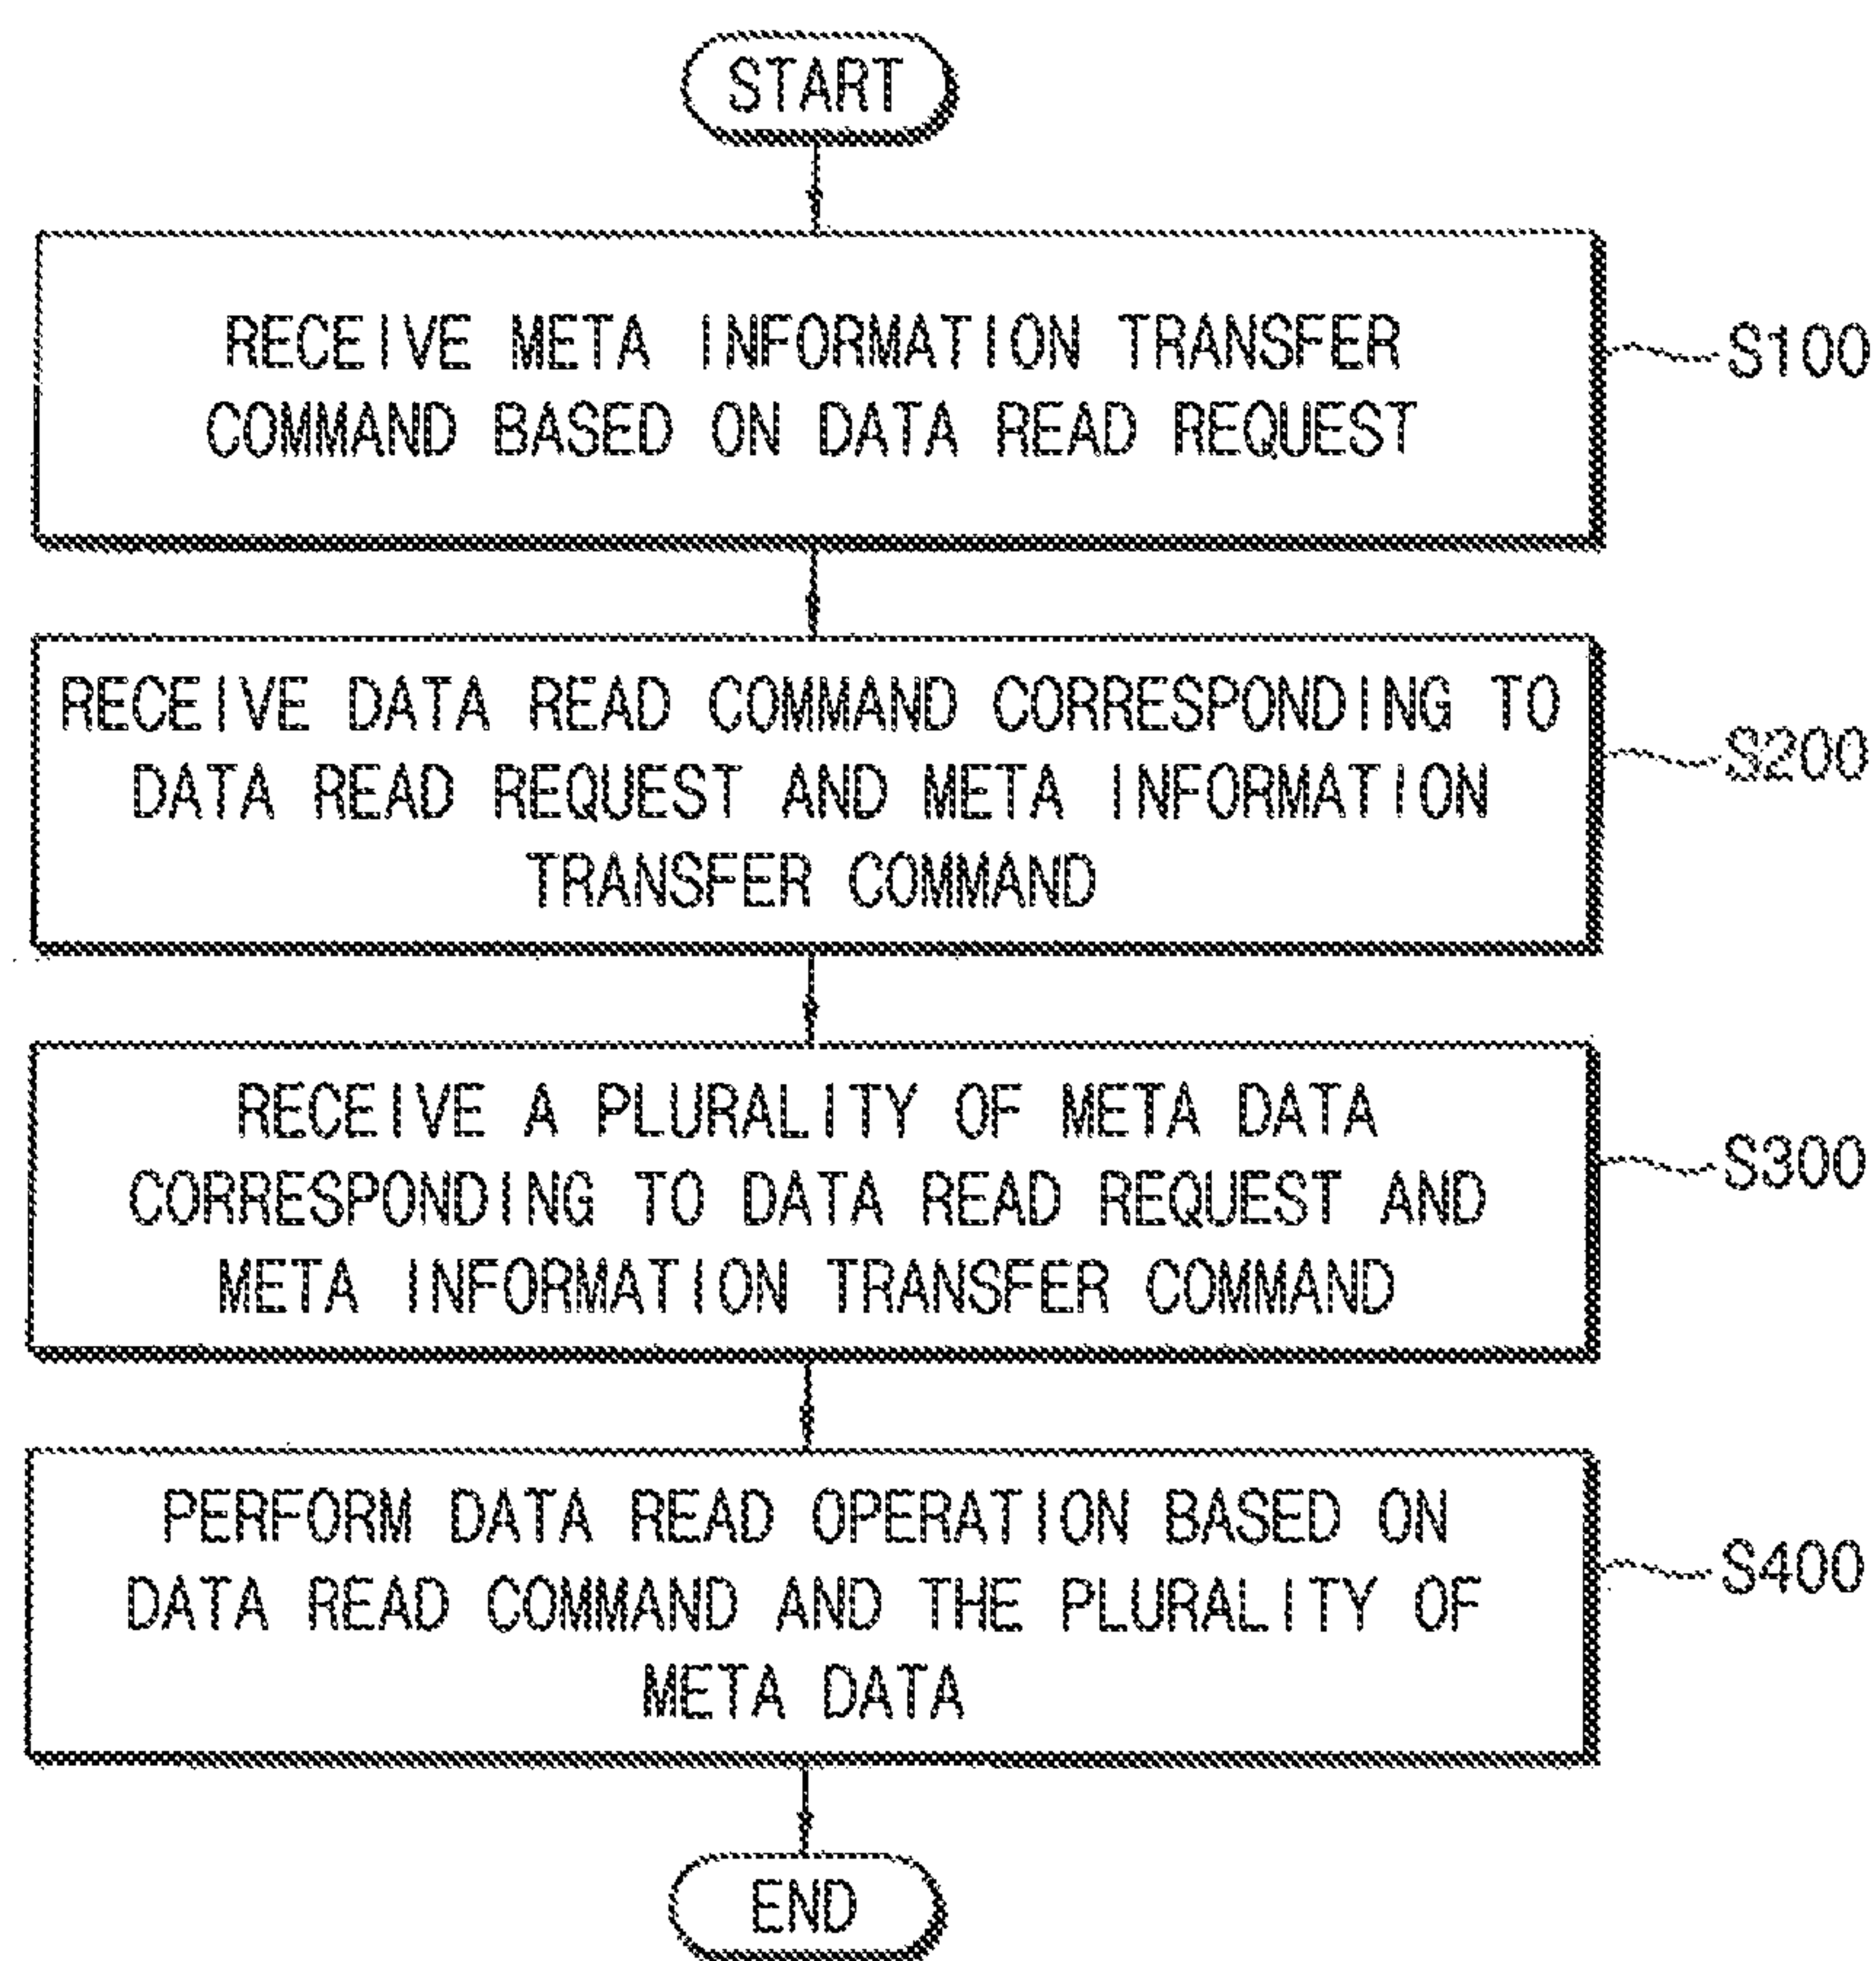 START
RECEIVE META INFORMATION TRANSFER
COMMAND BASED ON DATA READ REQUEST
S100
RECEIVE DATA READ COMMAND CORRESPONDING TO
DATA READ REQUEST AND META INFORMATION
TRANSFER COMMAND
S200
RECEIVE A PLURALITY OF META DATA
CORRESPONDING TO DATA READ REQUEST AND
META INFORMATION TRANSFER COMMAND
S300
PERFORM DATA READ OPERATION BASED ON
DATA READ COMMAND AND THE PLURALITY OF
META DATA
S400
END